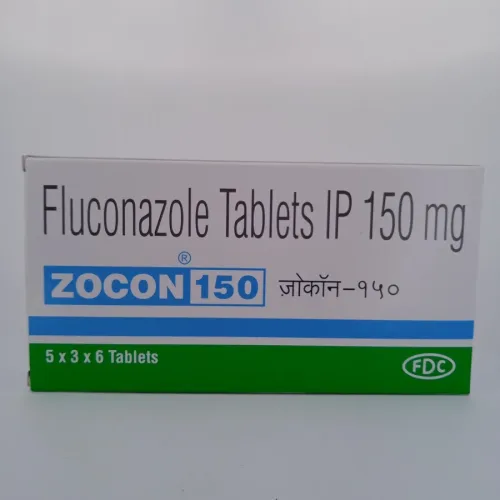 Fluconazole Tablets IP 150 mg
ZOCON® 150 ज़ोकॉन-१५०
5 x 3 x 6 Tablets
FDC